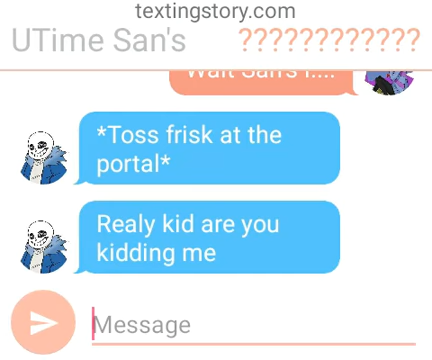 textingstory.com
UTime San's
????????????
Wait San's I....
*Toss frisk at the
portal*
Realy kid are you
kidding me
Message